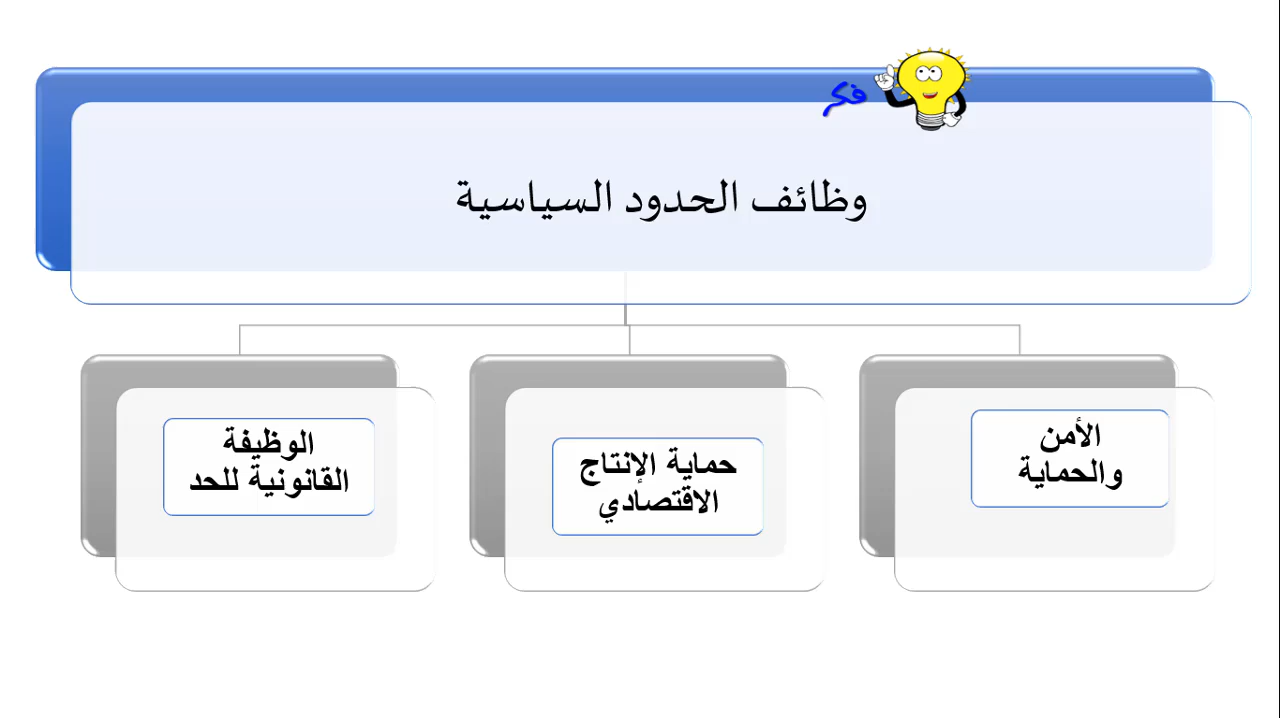 فكر
وظائف الحدود السياسية
الأمن
والحماية
حماية الإنتاج
الاقتصادي
الوظيفة
القانونية للحد